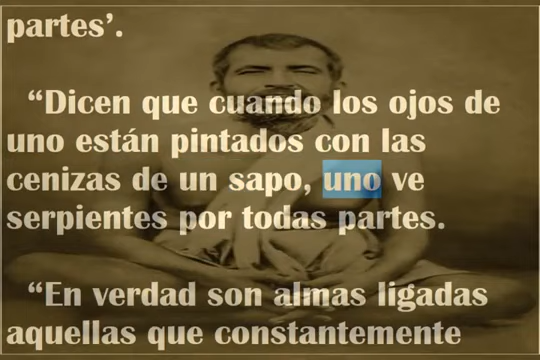 partes’.
“Dicen que cuando los ojos de
uno están pintados con las
cenizas de un sapo, uno ve
serpientes por todas partes.
“En verdad son almas ligadas
aquellas que constantemente